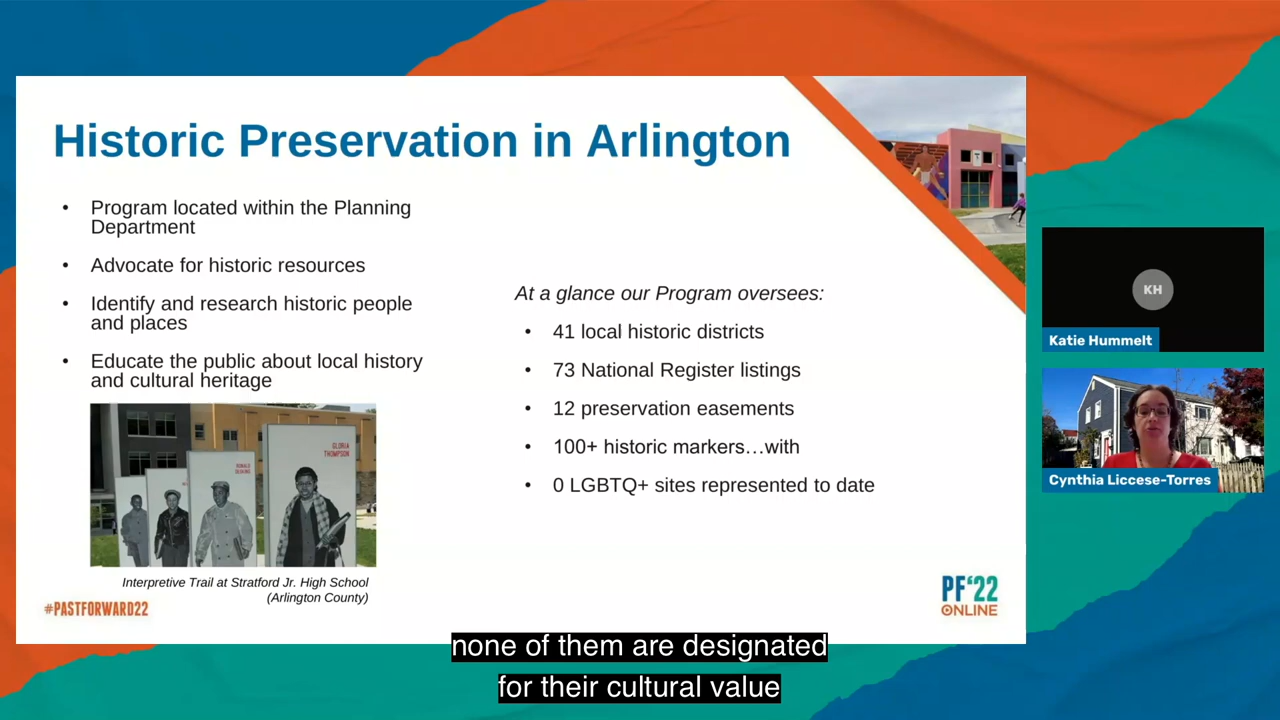 Historic Preservation in Arlington
• Program located within the Planning
Department
• Advocate for historic resources
• Identify and research historic people
and places
• Educate the public about local history
and cultural heritage
GLORIA
THOMPSON
Interpretive Trail at Stratford Jr. High School
(Arlington County)
#PASTFORWARD22
At a glance our Program oversees:
• 41 local historic districts
• 73 National Register listings
• 12 preservation easements
• 100+ historic markers…with
• 0 LGBTQ+ sites represented to date
PF‘22
ONLINE
KH
Katie Hummelt
Cynthia Liccese-Torres
none of them are designated
for their cultural value